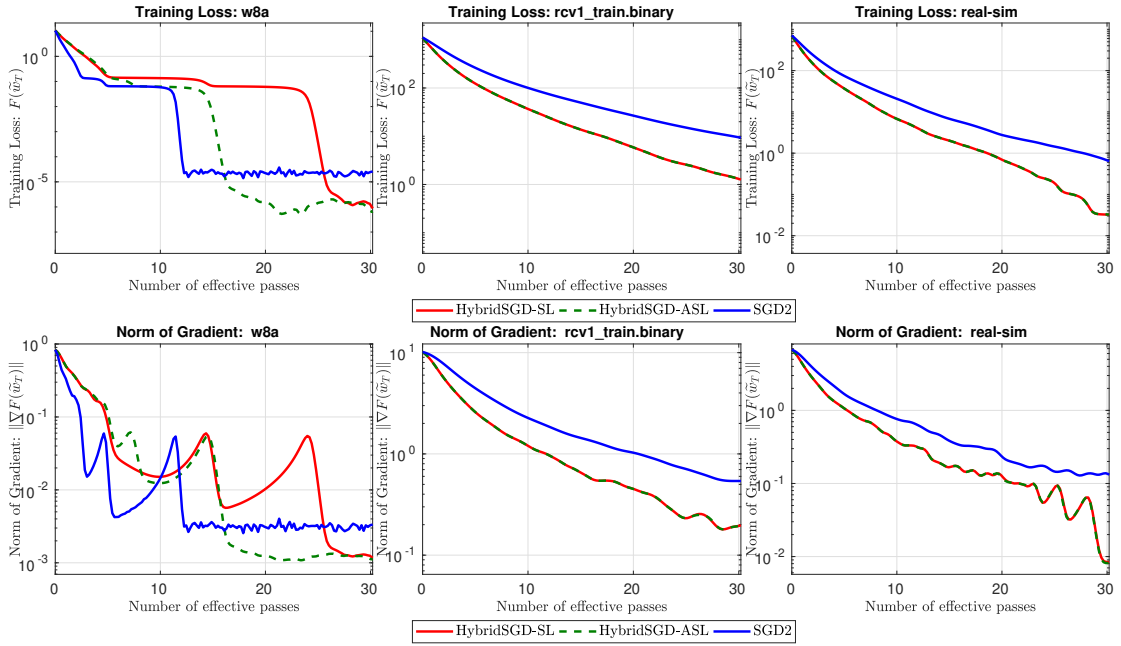 Training Loss: w8a
Training Loss: rcv1_train.binary
Training Loss: real-sim
Training Loss: F(w̃_T)
10^0
10^-5
0 10 20 30
Number of effective passes
Training Loss: F(w̃_T)
10^2
10^0
0 10 20 30
Number of effective passes
Training Loss: F(w̃_T)
10^2
10^0
10^-2
0 10 20 30
Number of effective passes
HybridSGD-SL HybridSGD-ASL SGD2
Norm of Gradient: w8a
Norm of Gradient: rcv1_train.binary
Norm of Gradient: real-sim
Norm of Gradient: ||∇F(w̃_T)||
10^0
10^-1
10^-2
10^-3
0 10 20 30
Number of effective passes
Norm of Gradient: ||∇F(w̃_T)||
10^1
10^0
10^-1
0 10 20 30
Number of effective passes
Norm of Gradient: ||∇F(w̃_T)||
10^0
10^-1
10^-2
0 10 20 30
Number of effective passes
HybridSGD-SL HybridSGD-ASL SGD2